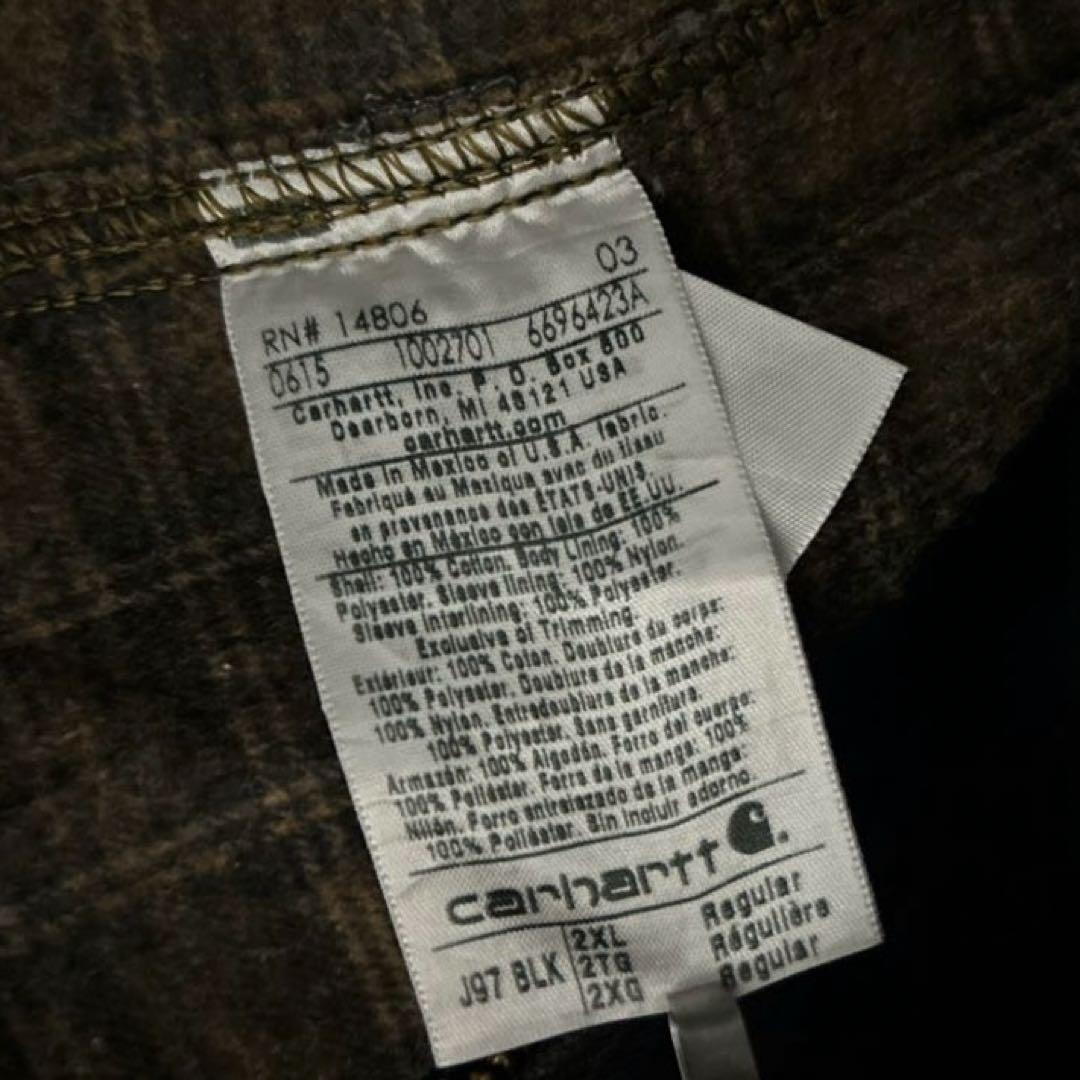 03
RN# 14806
0615 1002701 6696423A
Carhartt, Inc. P. O. Box 600
Dearborn, MI 48121 USA
carhartt.com
Made in Mexico of U.S.A. fabric.
Fabriqué au Mexique avec du tissu
en provenance des ÉTATS-UNIS.
Hecho en México con tela de EE.UU.
Shell: 100% Cotton. Body Lining: 100%
Polyester. Sleeve lining: 100% Nylon.
Sleeve Interlining: 100% Polyester.
Exclusive of Trimming.
Extérieur: 100% Coton. Doublure du corps:
100% Polyester. Doublure de la manche:
100% Nylon. Entredoublure de la manche:
100% Polyester. Sans garniture.
Armazón: 100% Algodón. Forro del cuerpo:
100% Poliéster. Forro de la manga: 100%
Nilón. Forro entrelazado de la manga:
100% Poliéster. Sin incluir adorno
carhartt
J97 BLK 2XL Regular
2TG Régulière
2XG Regular